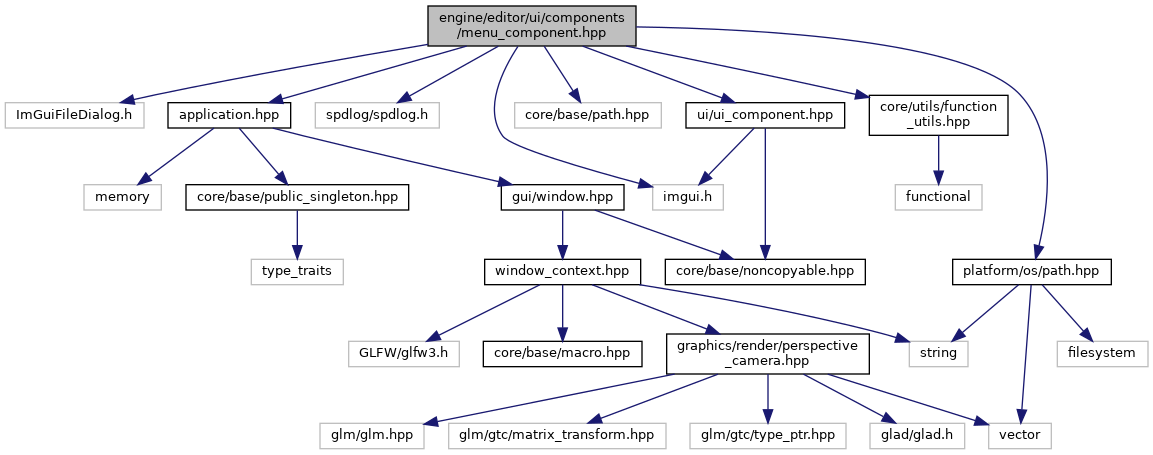 engine/editor/ui/components
/menu_component.hpp
ImGuiFileDialog.h
application.hpp
spdlog/spdlog.h
core/base/path.hpp
ui/ui_component.hpp
core/utils/function
_utils.hpp
memory
core/base/public_singleton.hpp
gui/window.hpp
imgui.h
functional
type_traits
window_context.hpp
core/base/noncopyable.hpp
platform/os/path.hpp
GLFW/glfw3.h
core/base/macro.hpp
graphics/render/perspective
_camera.hpp
string
filesystem
glm/glm.hpp
glm/gtc/matrix_transform.hpp
glm/gtc/type_ptr.hpp
glad/glad.h
vector